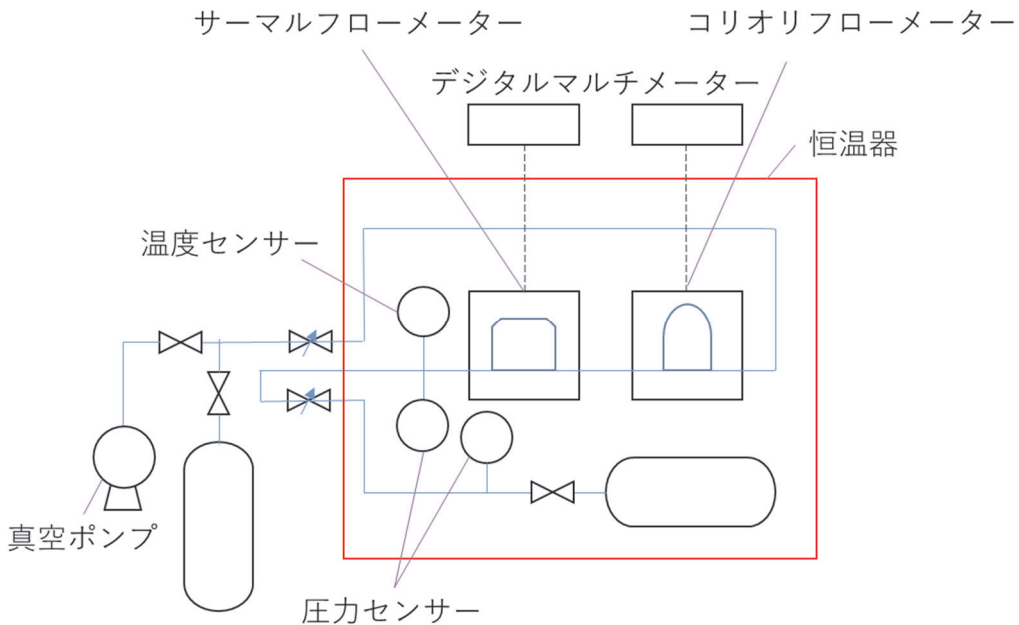 サーマルフローメーター
コリオリフローメーター
デジタルマルチメーター
恒温器
温度センサー
真空ポンプ
圧力センサー